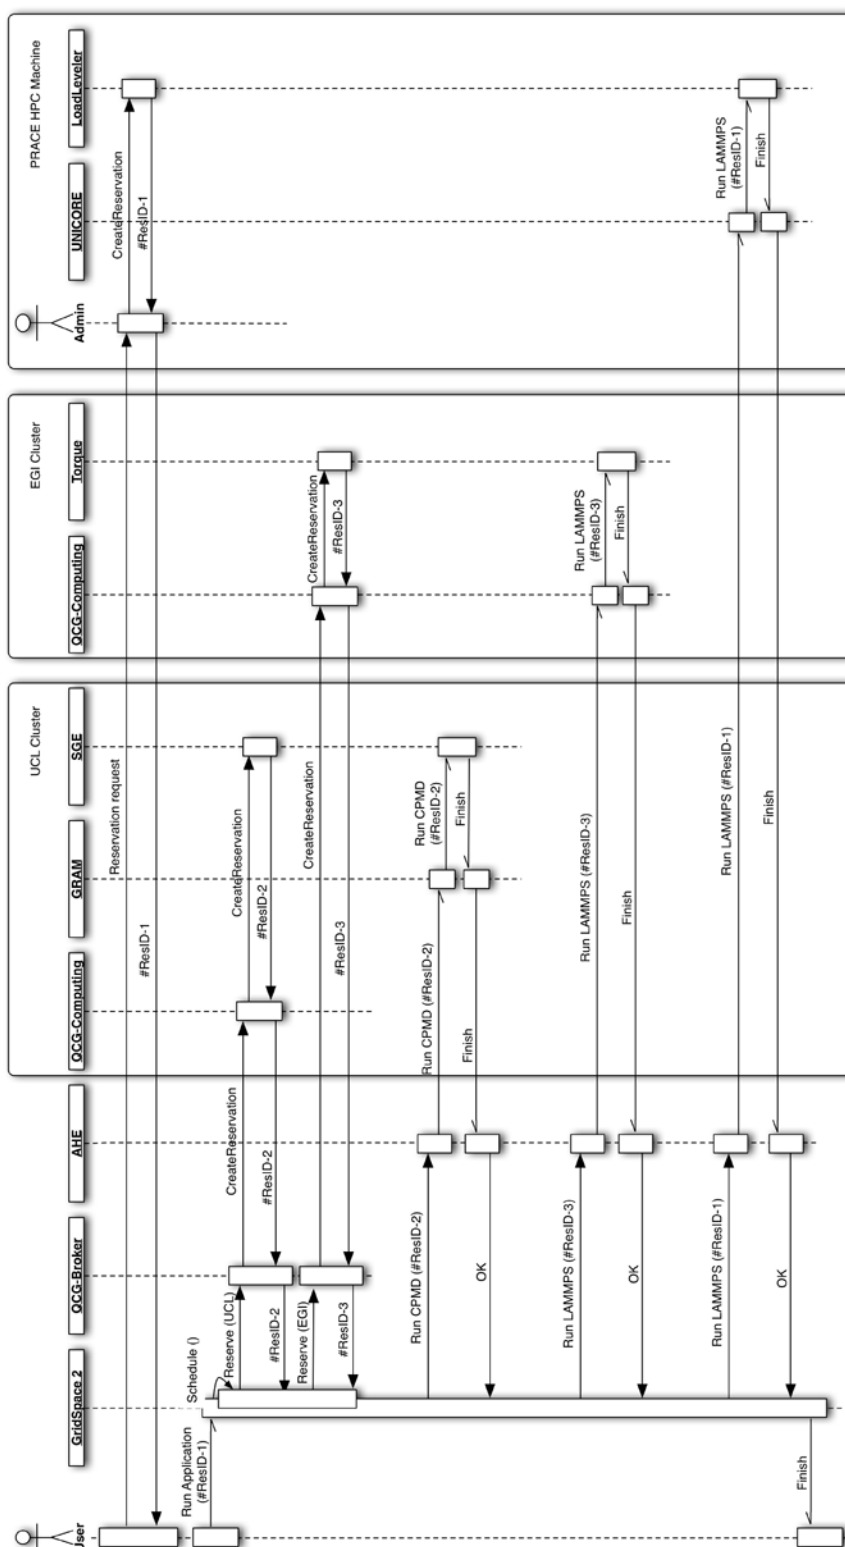 User
GridSpace 2
QCG-Broker
AHE
UCL Cluster
QCG-Computing
GRAM
SGE
EGI Cluster
QCG-Computing
Torque
PRACE HPC Machine
Admin
UNICORE
LoadLeveler
Reservation request
CreateReservation
#ResID-1
#ResID-1
Run Application
(#ResID-1)
Schedule ()
Reserve (UCL)
CreateReservation
CreateReservation
#ResID-2
#ResID-2
#ResID-2
Reserve (EGI)
CreateReservation
CreateReservation
#ResID-3
#ResID-3
#ResID-3
Run CPMD (#ResID-2)
Run CPMD (#ResID-2)
Run CPMD
(#ResID-2)
Finish
Finish
OK
Run LAMMPS (#ResID-3)
Run LAMMPS (#ResID-3)
Run LAMMPS
(#ResID-3)
Finish
Finish
OK
Run LAMMPS (#ResID-1)
Run LAMMPS (#ResID-1)
Run LAMMPS
(#ResID-1)
Finish
Finish
OK
Finish